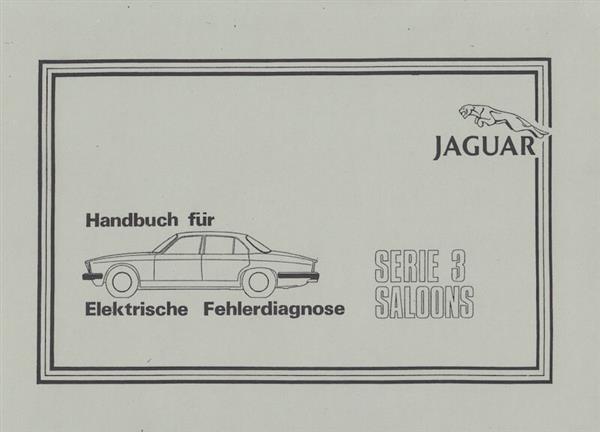 JAGUAR
Handbuch für
Elektrische Fehlerdiagnose
SERIE 3
SALOONS